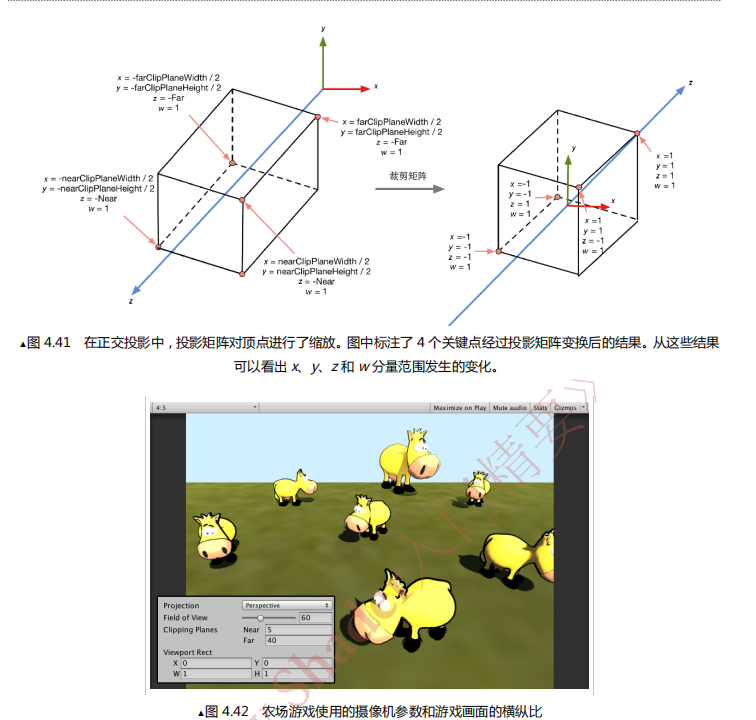 y
x
x = -farClipPlaneWidth / 2
y = -farClipPlaneHeight / 2
z = -Far
w = 1
x = farClipPlaneWidth / 2
y = farClipPlaneHeight / 2
z = -Far
w = 1
x = -nearClipPlaneWidth / 2
y = -nearClipPlaneHeight / 2
z = -Near
w = 1
x = nearClipPlaneWidth / 2
y = nearClipPlaneHeight / 2
z = -Near
w = 1
z
裁剪矩阵
z
y
x
x =1
y = 1
z = 1
w = 1
x =-1
y = -1
z = 1
w = 1
x =1
y = 1
z = -1
w = 1
x =-1
y = -1
z = -1
w = 1
▲图 4.41 在正交投影中，投影矩阵对顶点进行了缩放。图中标注了 4 个关键点经过投影矩阵变换后的结果。从这些结果
可以看出 x、y、z 和 w 分量范围发生的变化。
4:3 Maximize on Play Mute audio Stats Gizmos
Projection Perspective
Field of View 60
Clipping Planes Near 5
Far 40
Viewport Rect
X 0 Y 0
W 1 H 1
Shader 入门精要》
▲图 4.42 农场游戏使用的摄像机参数和游戏画面的横纵比